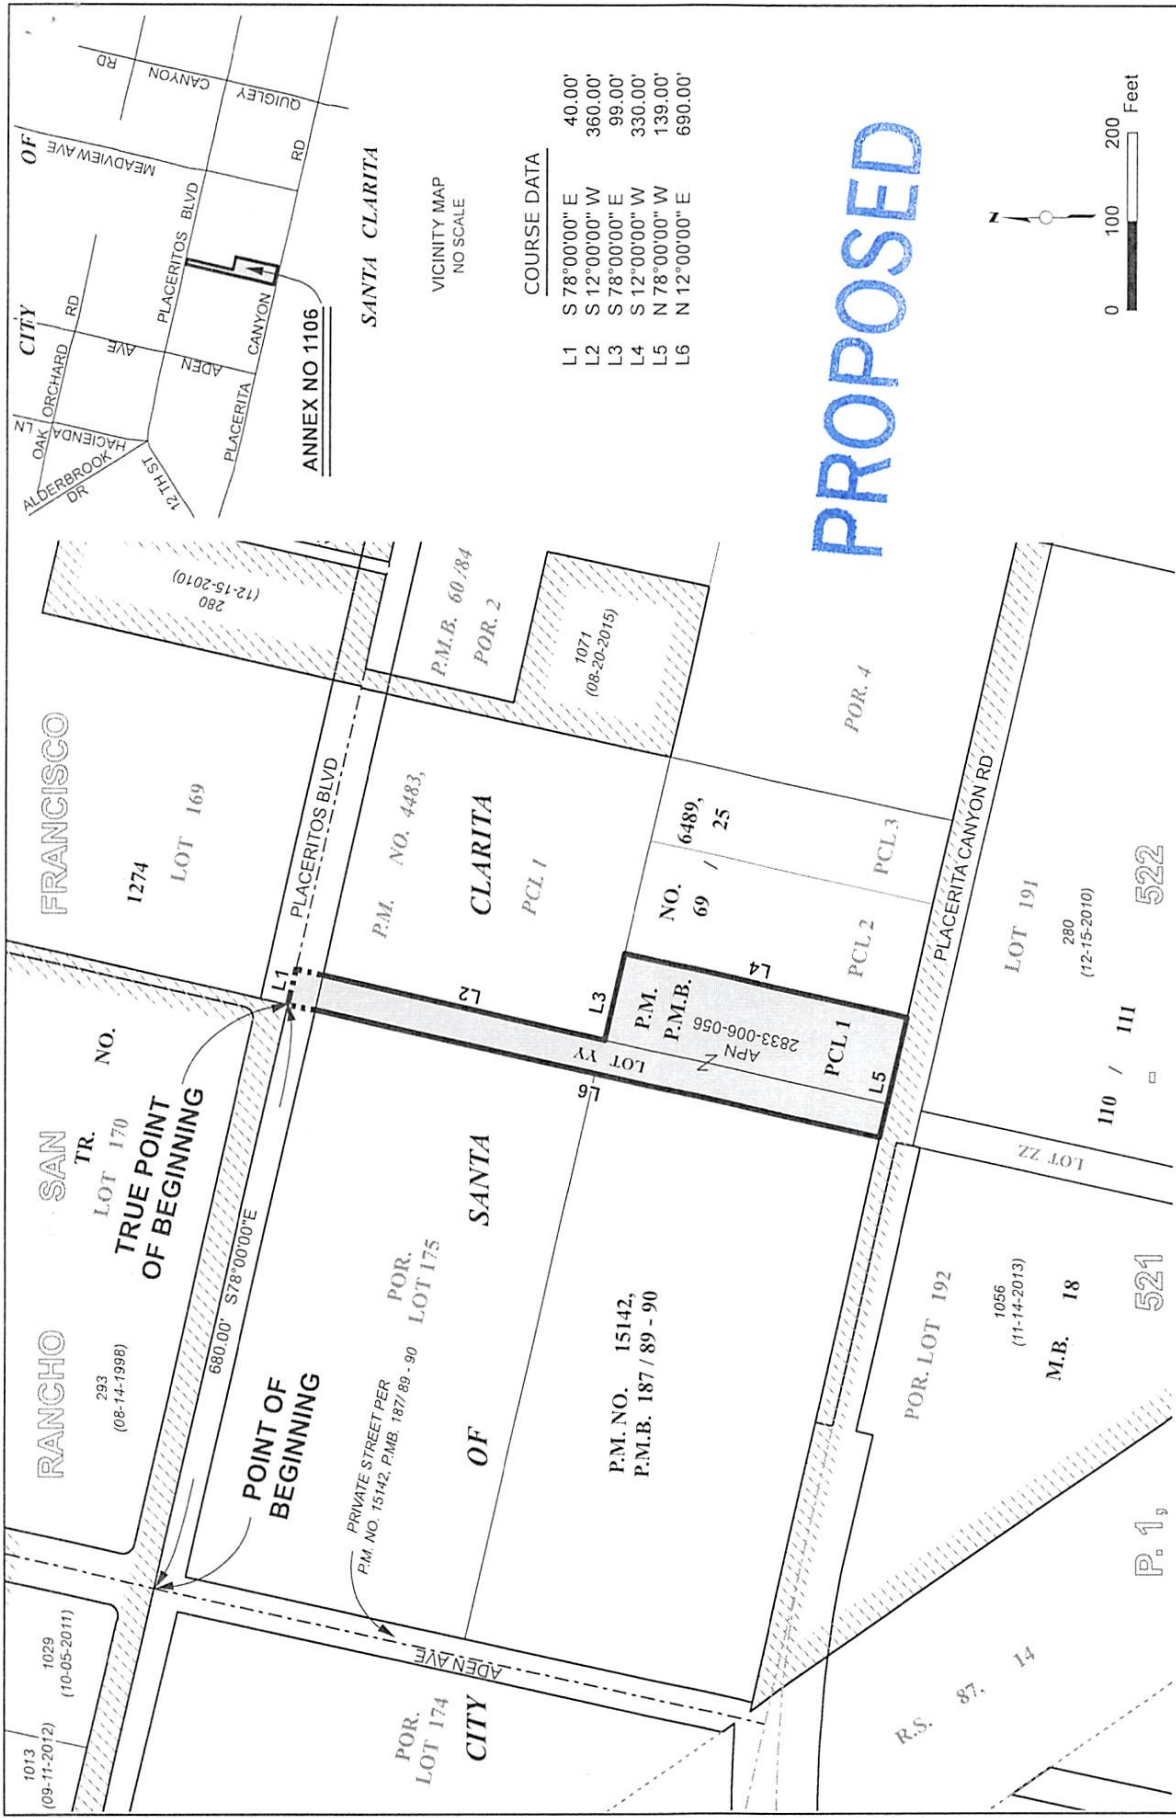 RANCHO SAN FRANCISCO
1013
(09-11-2012)
1029
(10-05-2011)
293
(08-14-1998)
TR. NO. 1274
LOT 170
LOT 169
280
(12-15-2010)
TRUE POINT
OF BEGINNING
680.00' S78°00'00"E
L1
PLACERITOS BLVD
POINT OF
BEGINNING
PRIVATE STREET PER
P.M. NO. 15142, P.MB. 187/ 89 - 90
ADEN AVE
POR.
LOT 174
POR.
LOT 175
P.M. NO. 4483,
P.M.B. 60 /84
POR. 2
PCL 1
CITY OF SANTA CLARITA
L2
L3
L6
LOT YY
1071
(08-20-2015)
P.M. NO. 6489,
P.M.B. 69 / 25
APN
2833-006-056
PCL 1
L4
L5
PCL 2
PCL 3
POR. 4
P.M. NO. 15142,
P.M.B. 187 / 89 - 90
PLACERITA CANYON RD
POR. LOT 192
LOT ZZ
LOT 191
1056
(11-14-2013)
280
(12-15-2010)
M.B. 18 110 / 111
R.S. 87, 14
P. 1, 521 - 522
CITY OF
ALDERBROOK
DR
HACIENDA LN
OAK ORCHARD RD
12 TH ST
ADEN AVE
PLACERITOS BLVD
MEADVIEW AVE
CANYON RD
QUIGLEY
PLACERITA CANYON RD
ANNEX NO 1106
SANTA CLARITA
VICINITY MAP
NO SCALE
COURSE DATA
L1 S 78°00'00" E 40.00'
L2 S 12°00'00" W 360.00'
L3 S 78°00'00" E 99.00'
L4 S 12°00'00" W 330.00'
L5 N 78°00'00" W 139.00'
L6 N 12°00'00" E 690.00'
PROPOSED
N
0 100 200
Feet